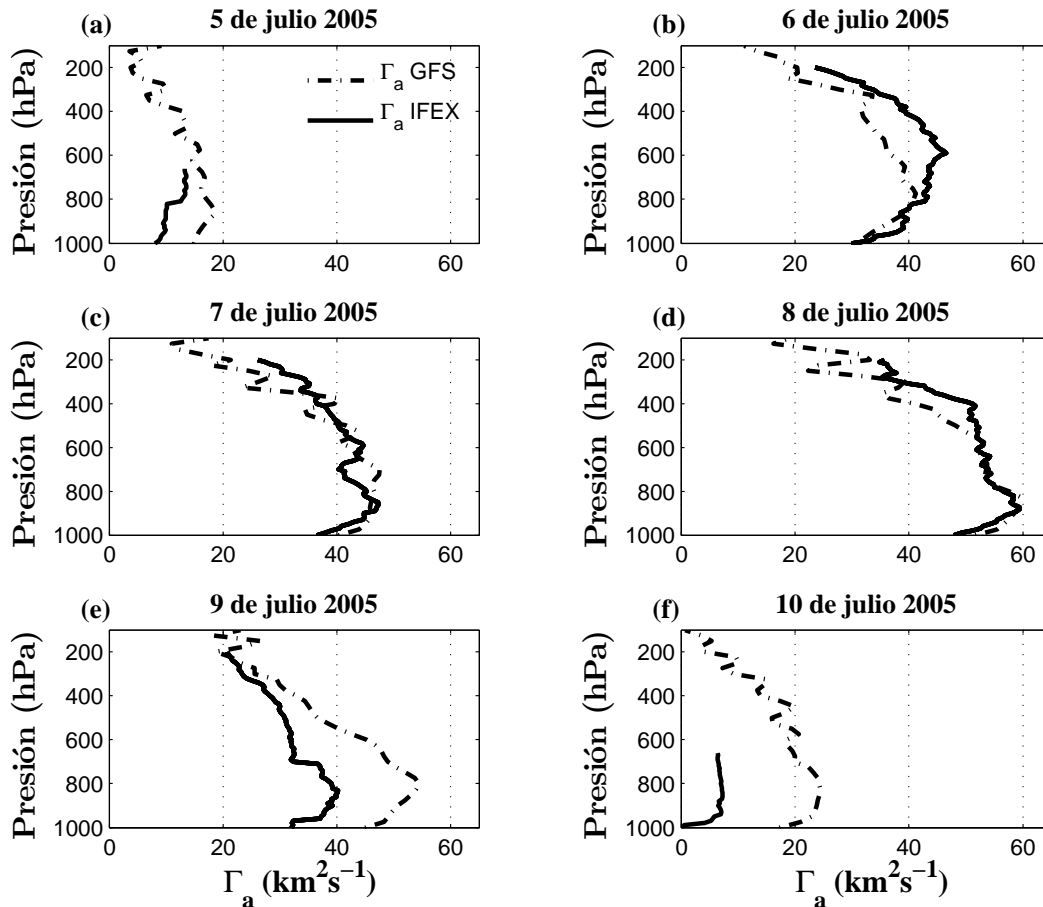 (a) 5 de julio 2005
(b) 6 de julio 2005
Presión (hPa)
200
400
600
800
1000
0 20 40 60
Γa GFS
Γa IFEX
Presión (hPa)
200
400
600
800
1000
0 20 40 60
(c) 7 de julio 2005
(d) 8 de julio 2005
Presión (hPa)
200
400
600
800
1000
0 20 40 60
Presión (hPa)
200
400
600
800
1000
0 20 40 60
(e) 9 de julio 2005
(f) 10 de julio 2005
Presión (hPa)
200
400
600
800
1000
0 20 40 60
Γa (km²s⁻¹)
Presión (hPa)
200
400
600
800
1000
0 20 40 60
Γa (km²s⁻¹)